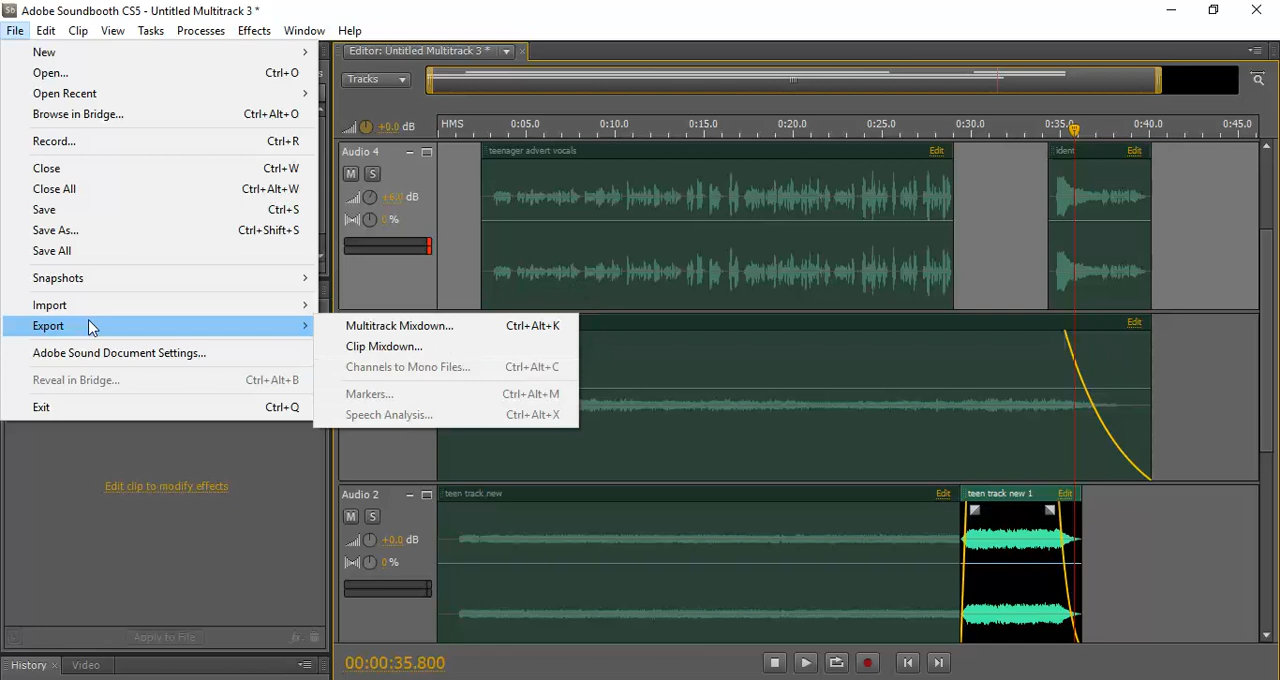 Sb Adobe Soundbooth CS5 - Untitled Multitrack 3 *
File Edit Clip View Tasks Processes Effects Window Help
New
Open... Ctrl+O
Open Recent
Browse in Bridge... Ctrl+Alt+O
Record... Ctrl+R
Close Ctrl+W
Close All Ctrl+Alt+W
Save Ctrl+S
Save As... Ctrl+Shift+S
Save All
Snapshots
Import
Export
Adobe Sound Document Settings...
Reveal in Bridge... Ctrl+Alt+B
Exit Ctrl+Q
Multitrack Mixdown... Ctrl+Alt+K
Clip Mixdown...
Channels to Mono Files... Ctrl+Alt+C
Markers... Ctrl+Alt+M
Speech Analysis... Ctrl+Alt+X
Edit clip to modify effects
Apply to File fx
History Video
Editor: Untitled Multitrack 3 *
Tracks
+0.0 dB HMS 0:05.0 0:10.0 0:15.0 0:20.0 0:25.0 0:30.0 0:35.0 0:40.0 0:45.0
Audio 4 teenager advert vocals Edit ident Edit
M S
+6.0 dB
0 %
Edit
Audio 2 teen track new Edit teen track new 1 Edit
M S
+0.0 dB
0 %
00:00:35.800